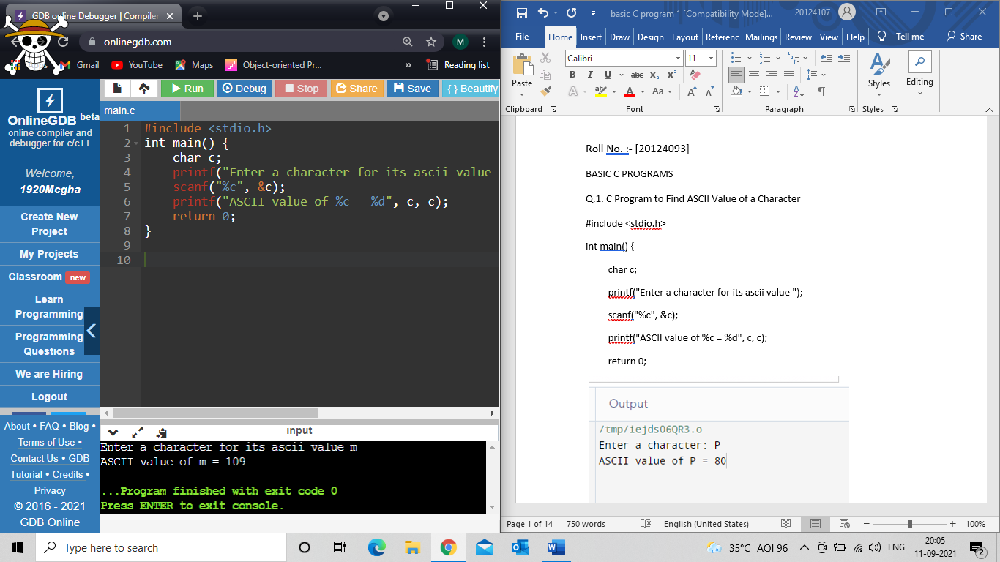 GDB online Debugger | Compiler
onlinegdb.com
M
Gmail
YouTube
Maps
Object-oriented Pr...
»
Reading list
OnlineGDB beta
online compiler and
debugger for c/c++
Welcome,
1920Megha
Create New
Project
My Projects
Classroom new
Learn
Programming
Programming
Questions
We are Hiring
Logout
About • FAQ • Blog •
Terms of Use •
Contact Us • GDB
Tutorial • Credits •
Privacy
© 2016 - 2021
GDB Online
Run
Debug
Stop
Share
Save
{ } Beautify
main.c
1 #include <stdio.h>
2 int main() {
3 char c;
4 printf("Enter a character for its ascii value
5 scanf("%c", &c);
6 printf("ASCII value of %c = %d", c, c);
7 return 0;
8 }
9
10
input
Enter a character for its ascii value m
ASCII value of m = 109
...Program finished with exit code 0
Press ENTER to exit console.
basic C program 1 [Compatibility Mode]...
20124107
File Home Insert Draw Design Layout Referenc Mailings Review View Help Tell me Share
Paste
Clipboard
Calibri 11
B I U abc x₂ x²
A ab A Aa A A
Font
Paragraph
Styles
Styles
Editing
Roll No. :- [20124093]
BASIC C PROGRAMS
Q.1. C Program to Find ASCII Value of a Character
#include <stdio.h>
int main() {
char c;
printf("Enter a character for its ascii value ");
scanf("%c", &c);
printf("ASCII value of %c = %d", c, c);
return 0;
Output
/tmp/iejds06QR3.o
Enter a character: P
ASCII value of P = 80
Page 1 of 14 750 words English (United States) 100%
Type here to search
35°C AQI 96
ENG
20:05
11-09-2021
2